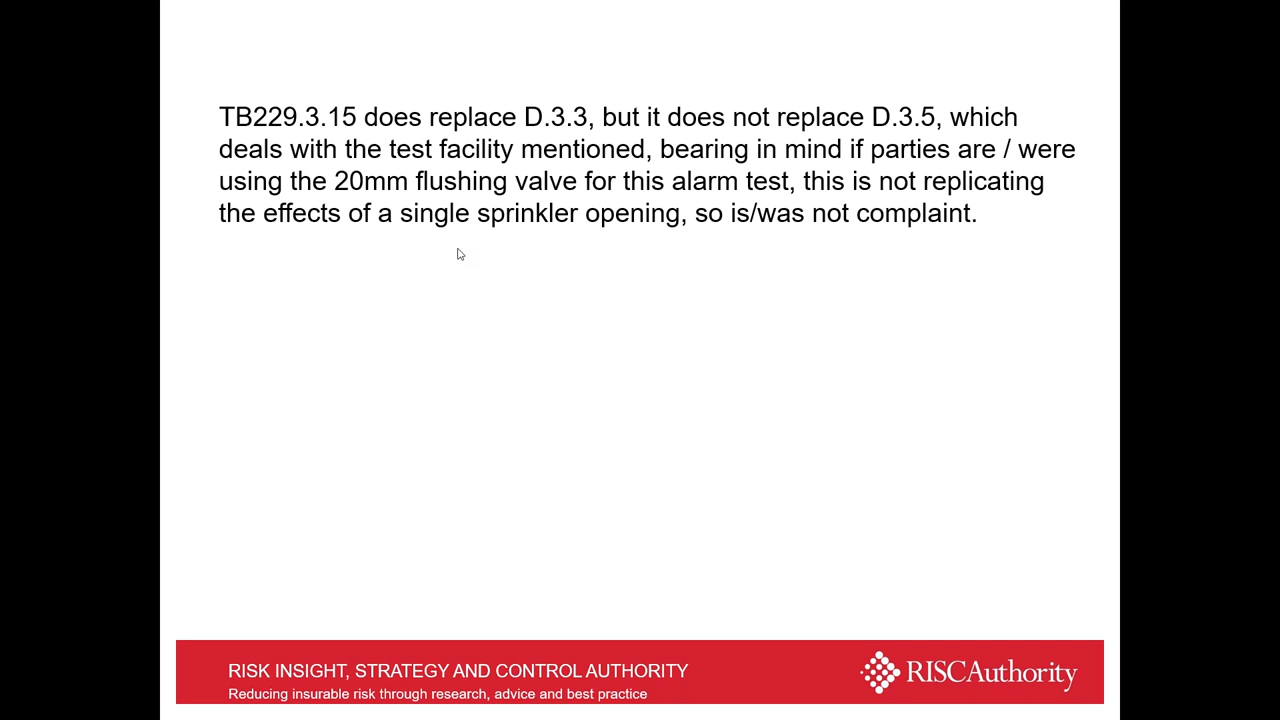 TB229.3.15 does replace D.3.3, but it does not replace D.3.5, which
deals with the test facility mentioned, bearing in mind if parties are / were
using the 20mm flushing valve for this alarm test, this is not replicating
the effects of a single sprinkler opening, so is/was not complaint.
RISK INSIGHT, STRATEGY AND CONTROL AUTHORITY
Reducing insurable risk through research, advice and best practice
RISCAuthority